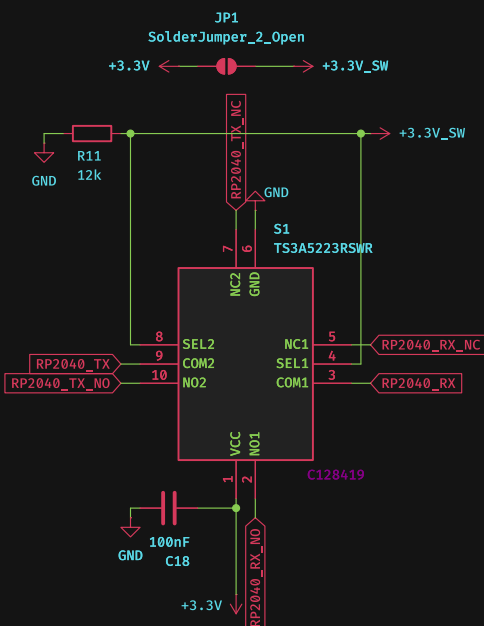 JP1
SolderJumper_2_Open
+3.3V
+3.3V_SW
RP2040_TX_NC
+3.3V_SW
R11
12k
GND
GND
S1
TS3A5223RSWR
7
6
NC2
GND
8
SEL2
NC1
5
RP2040_RX_NC
RP2040_TX
9
COM2
SEL1
4
RP2040_TX_NO
10
NO2
COM1
3
RP2040_RX
VCC
NO1
1
2
C128419
100nF
C18
GND
RP2040_RX_NO
+3.3V